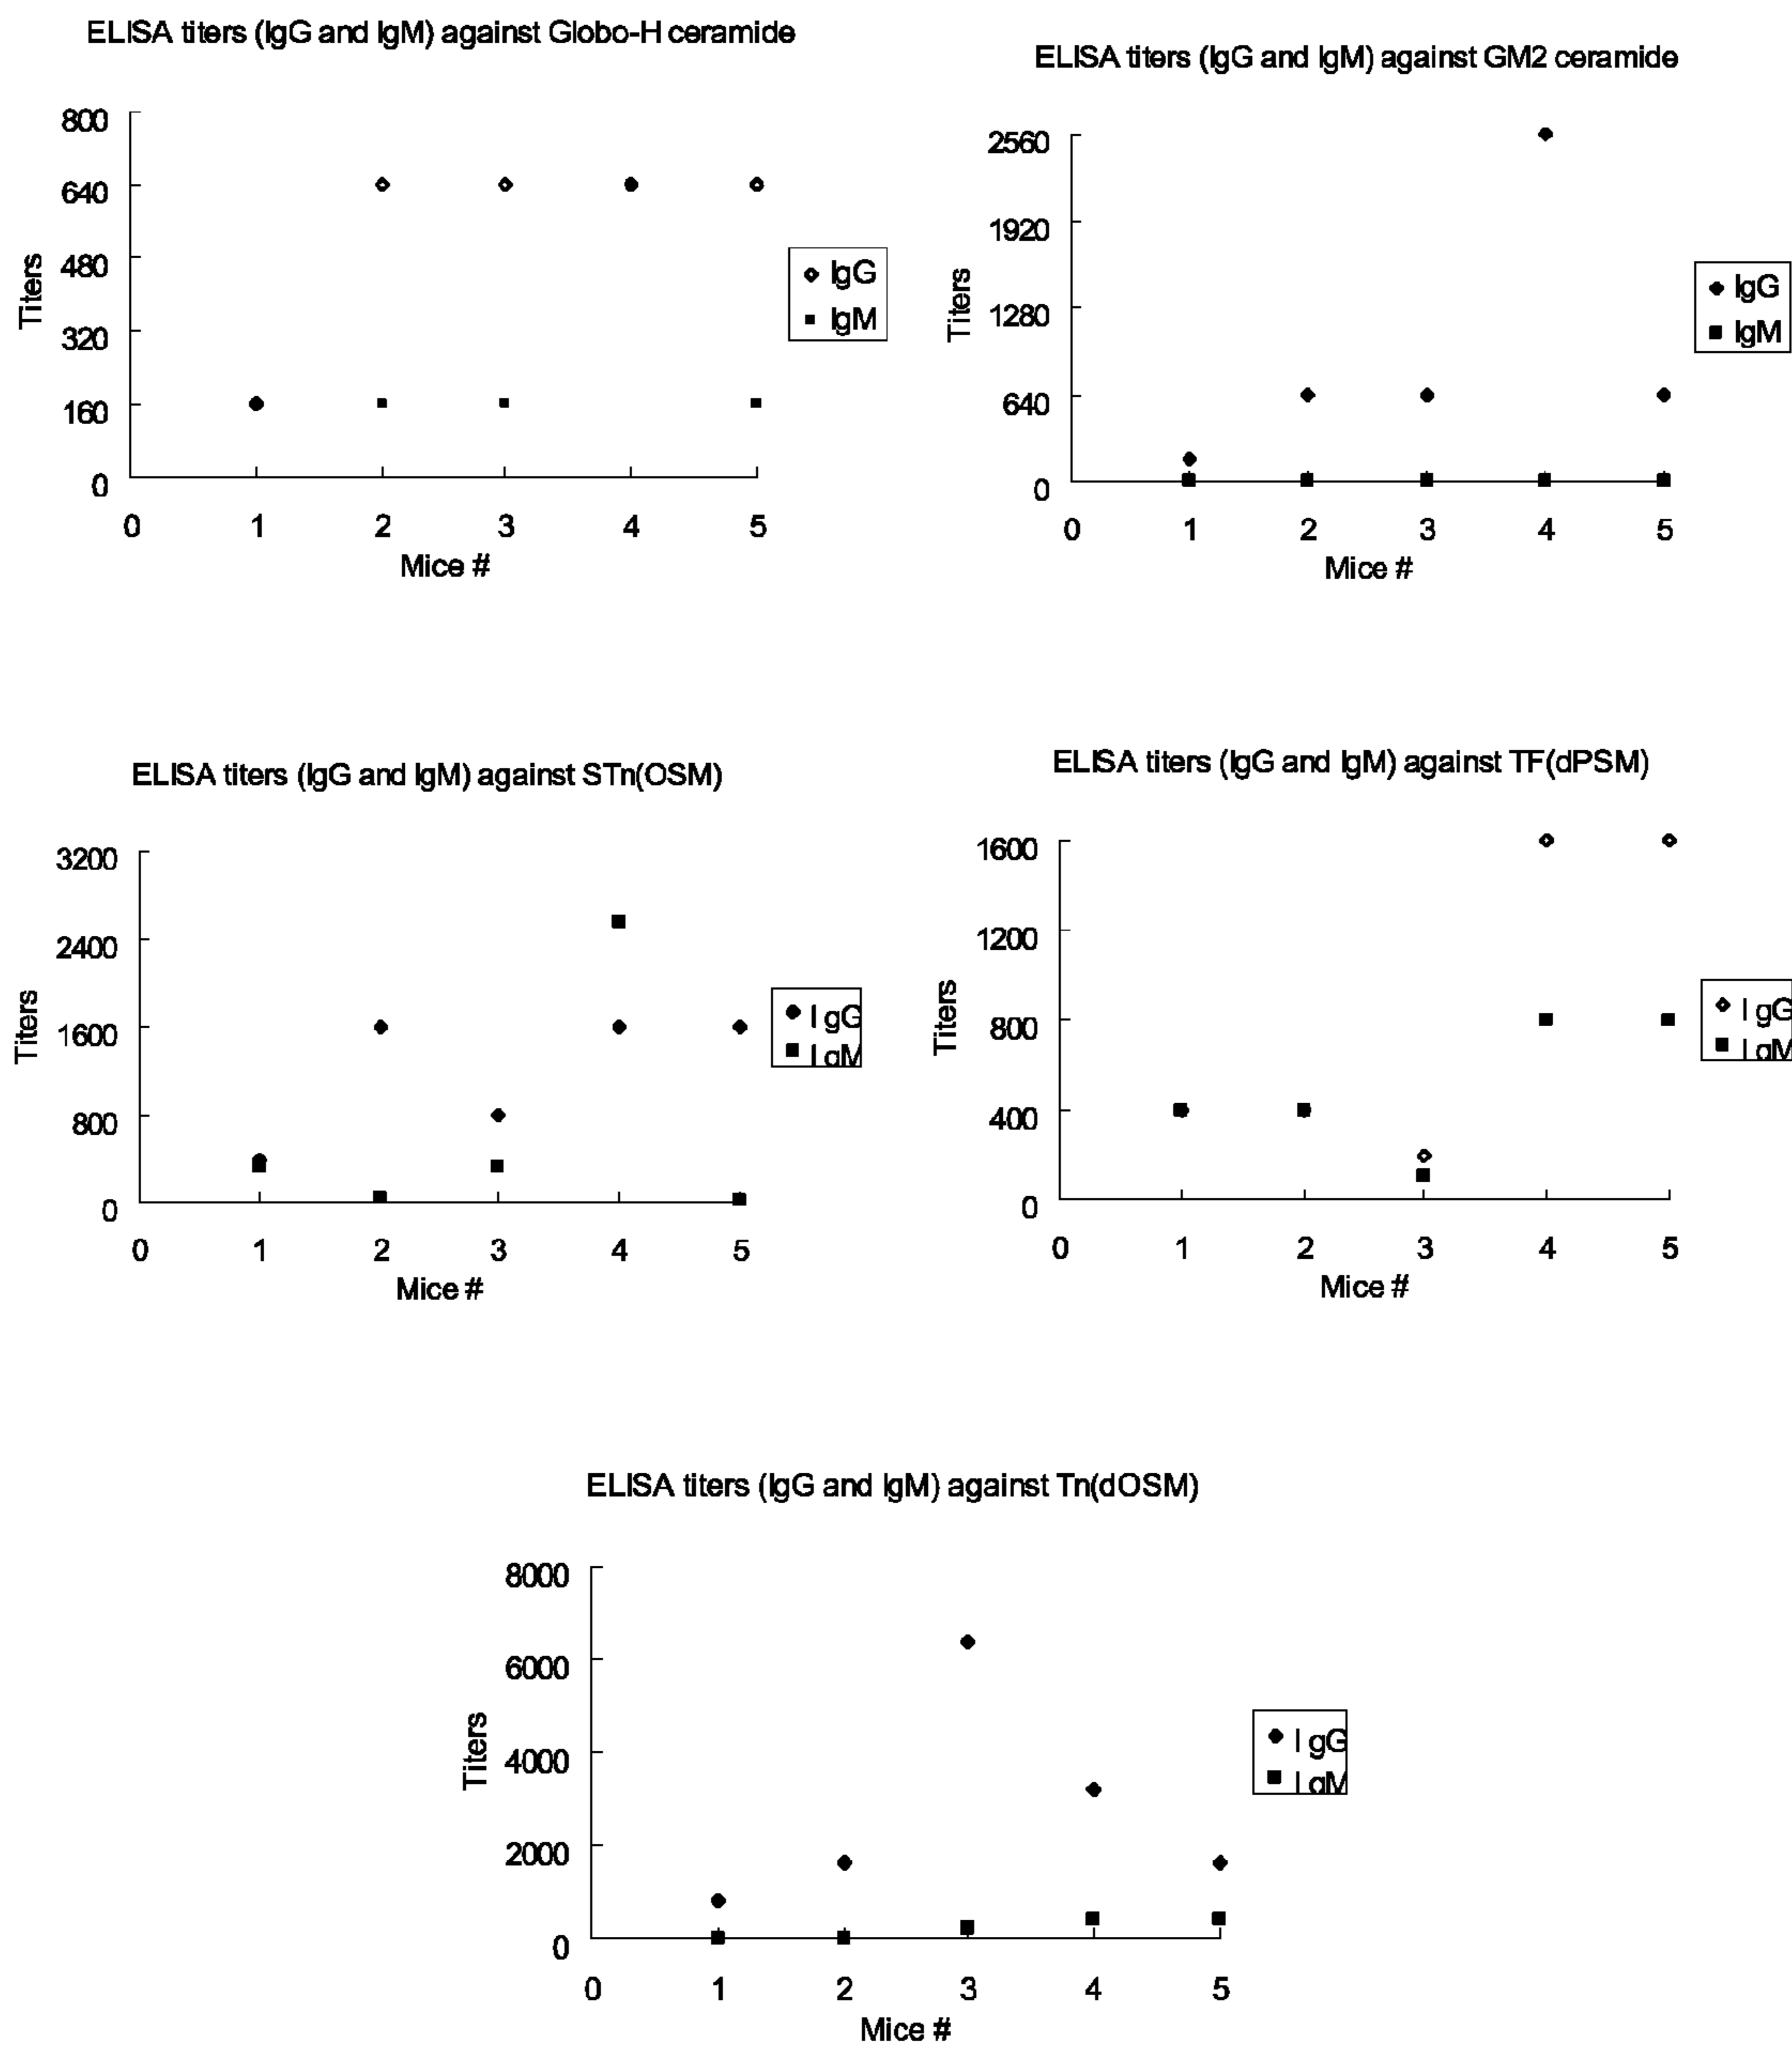 ELISA titers (IgG and IgM) against Globo-H ceramide
800
640
480
320
160
0
Titers
0 1 2 3 4 5
Mice #
IgG
IgM
ELISA titers (IgG and IgM) against GM2 ceramide
2560
1920
1280
640
0
Titers
0 1 2 3 4 5
Mice #
IgG
IgM
ELISA titers (IgG and IgM) against STn(OSM)
3200
2400
1600
800
0
Titers
0 1 2 3 4 5
Mice #
IgG
IgM
ELISA titers (IgG and IgM) against TF(dPSM)
1600
1200
800
400
0
Titers
0 1 2 3 4 5
Mice #
IgG
IgM
ELISA titers (IgG and IgM) against Tn(dOSM)
8000
6000
4000
2000
0
Titers
0 1 2 3 4 5
Mice #
IgG
IgM